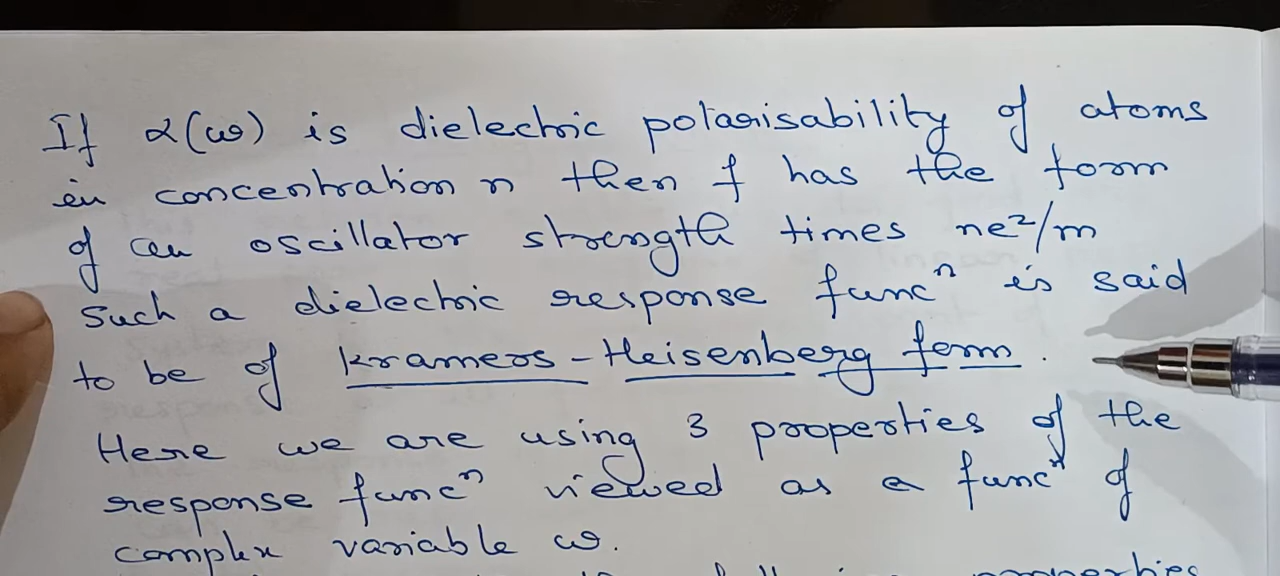 If α(ω) is dielectric polarisability of atoms
in concentration n then f has the form
of an oscillator strength times ne²/m
Such a dielectric response funcⁿ is said
to be of Kramers-Heisenberg form.
Here we are using 3 properties of the
response funcⁿ viewed as a funcⁿ of
complex variable ω.
properties